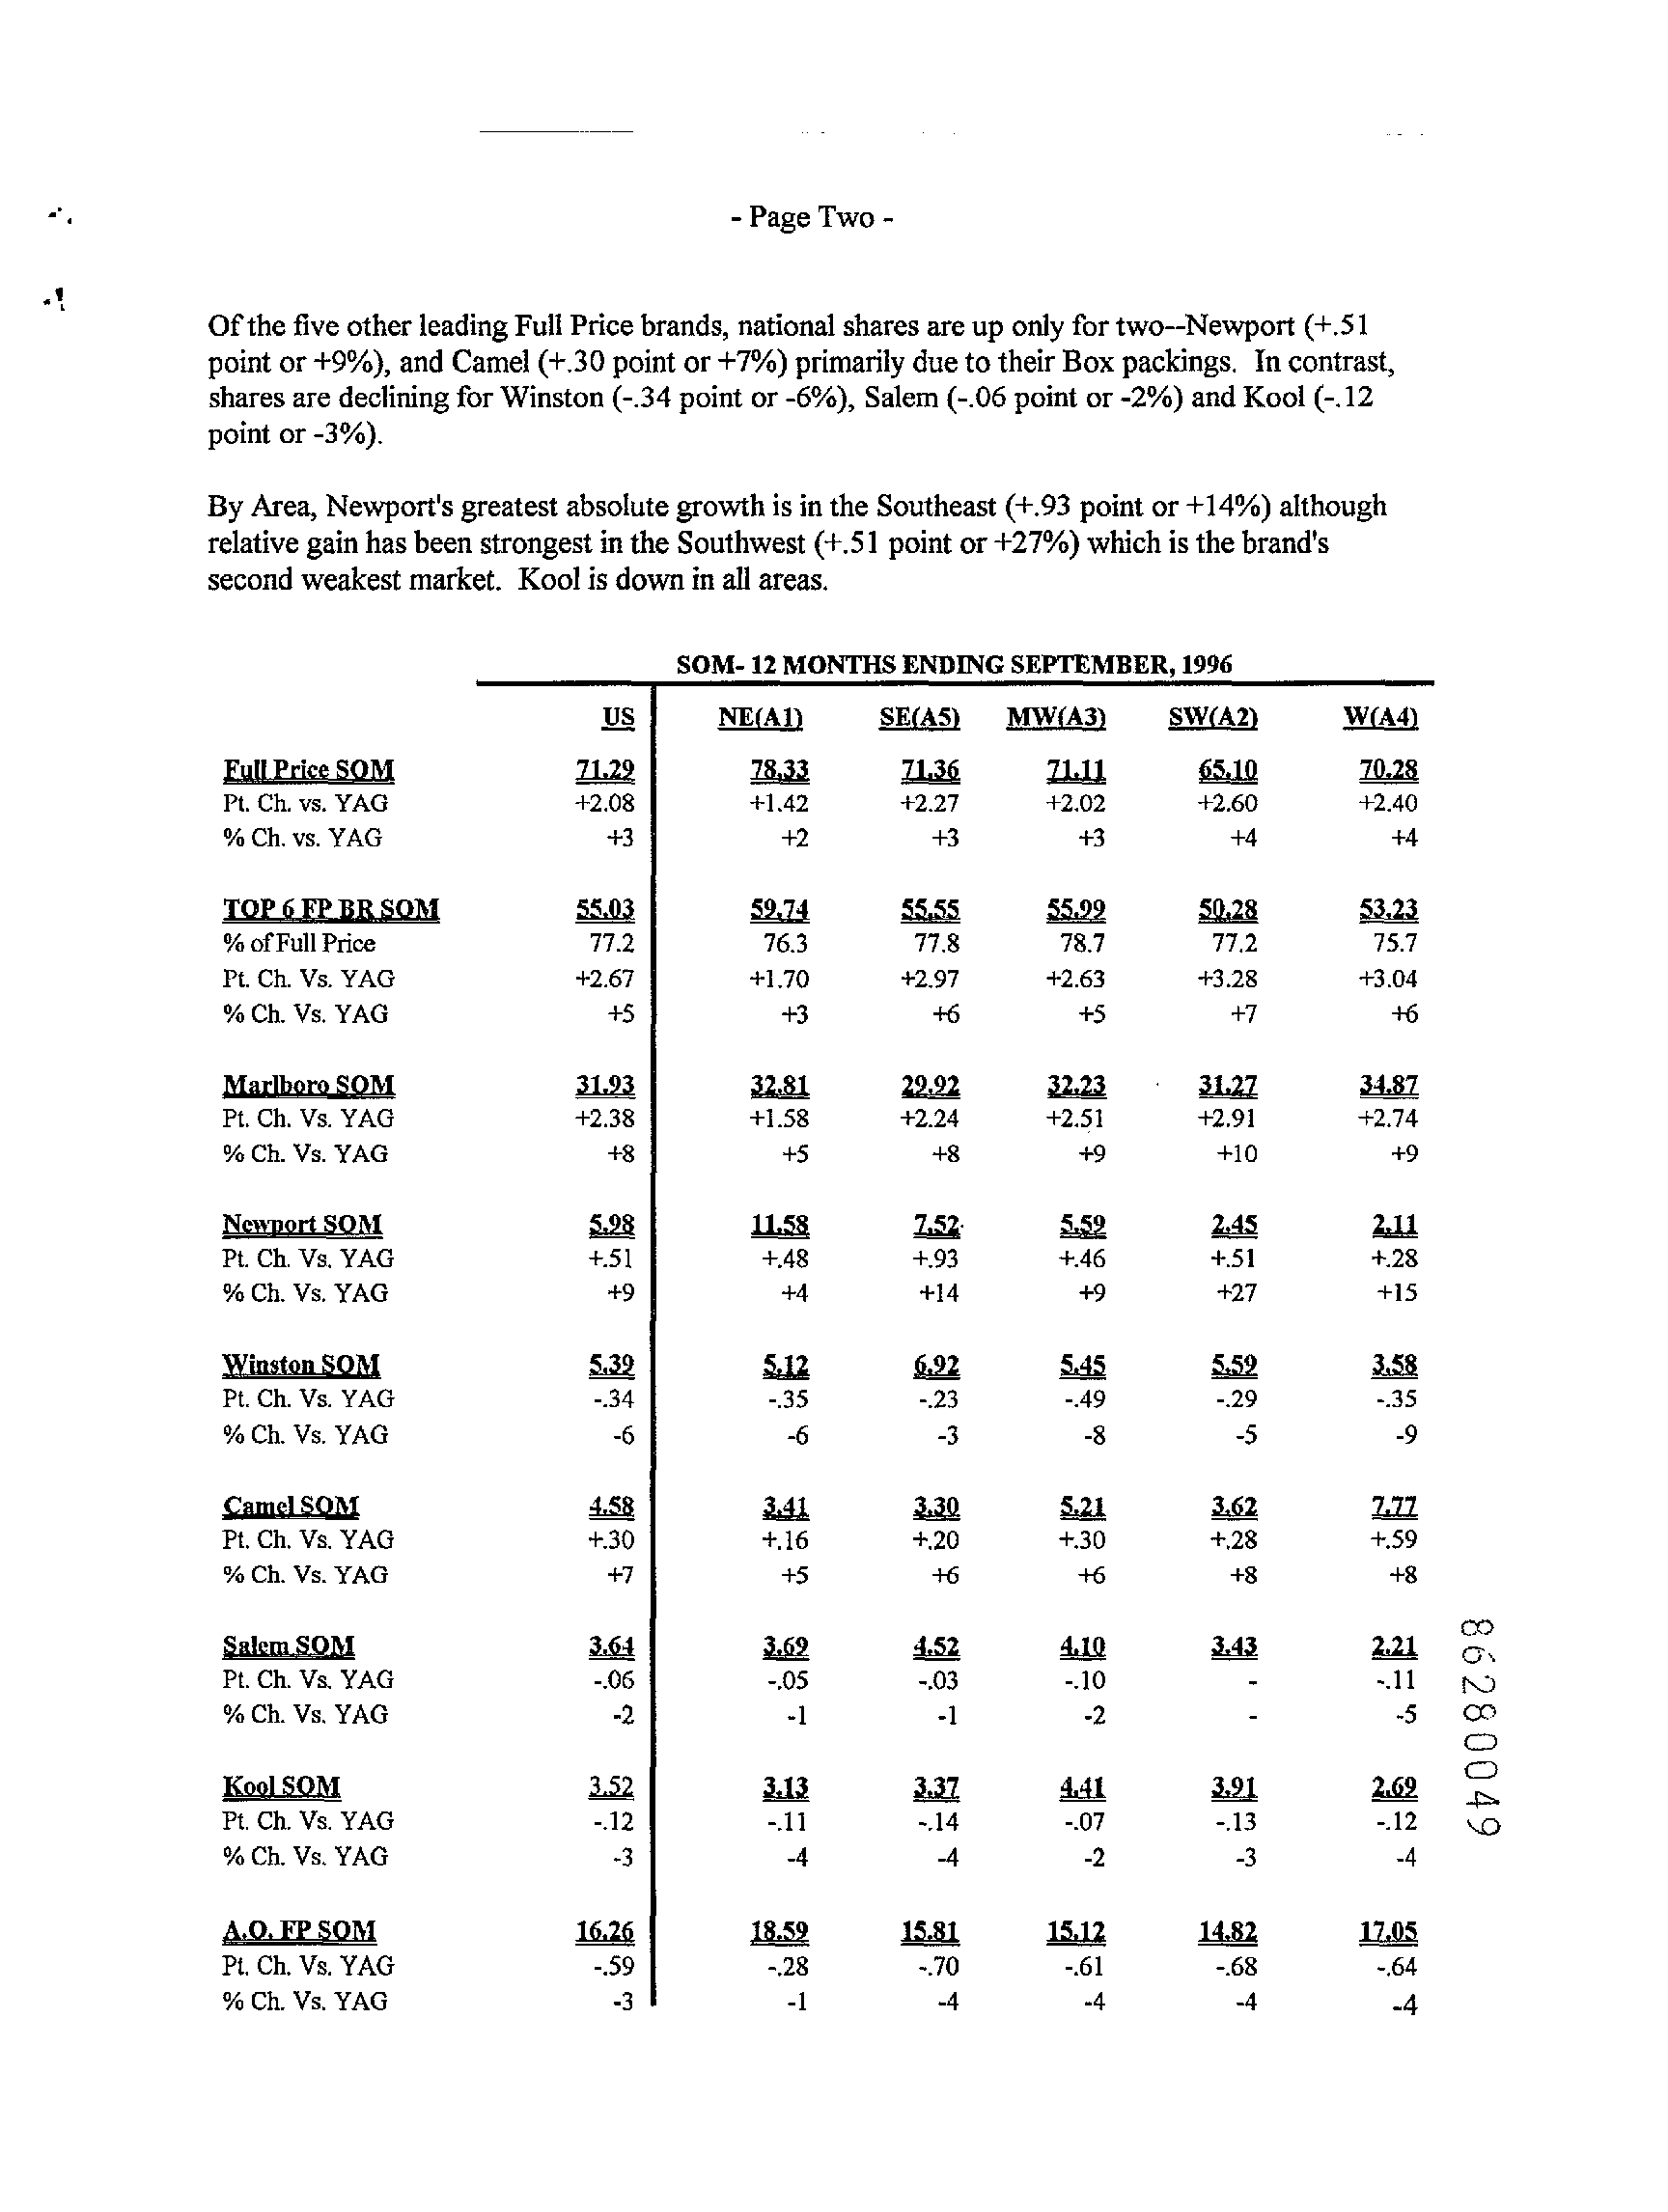 - Page Two -
Of the five other leading Full Price brands, national shares are up only for two--Newport (+.51
point or +9%), and Camel (+.30 point or +7%) primarily due to their Box packings. In contrast,
shares are declining for Winston (-.34 point or -6%), Salem (-.06 point or -2%) and Kool (-.12
point or -3%).
By Area, Newport's greatest absolute growth is in the Southeast (+.93 point or +14%) although
relative gain has been strongest in the Southwest (+.51 point or +27%) which is the brand's
second weakest market. Kool is down in all areas.
SOM- 12 MONTHS ENDING SEPTEMBER, 1996
US NE(A1) SE(A5) MW(A3) SW(A2) W(A4)
Full Price SOM 71.29 78.33 71.36 71.11 65.10 70.28
Pt. Ch. vs. YAG +2.08 +1.42 +2.27 +2.02 +2.60 +2.40
% Ch. vs. YAG +3 +2 +3 +3 +4 +4
TOP 6 FP BR SOM 55.03 59.74 55.55 55.99 50.28 53.23
% of Full Price 77.2 76.3 77.8 78.7 77.2 75.7
Pt. Ch. Vs. YAG +2.67 +1.70 +2.97 +2.63 +3.28 +3.04
% Ch. Vs. YAG +5 +3 +6 +5 +7 +6
Marlboro SOM 31.93 32.81 29.92 32.23 31.27 34.87
Pt. Ch. Vs. YAG +2.38 +1.58 +2.24 +2.51 +2.91 +2.74
% Ch. Vs. YAG +8 +5 +8 +9 +10 +9
Newport SOM 5.98 11.58 7.52 5.59 2.45 2.11
Pt. Ch. Vs. YAG +.51 +.48 +.93 +.46 +.51 +.28
% Ch. Vs. YAG +9 +4 +14 +9 +27 +15
Winston SOM 5.39 5.12 6.92 5.45 5.59 3.58
Pt. Ch. Vs. YAG -.34 -.35 -.23 -.49 -.29 -.35
% Ch. Vs. YAG -6 -6 -3 -8 -5 -9
Camel SOM 4.58 3.41 3.30 5.21 3.62 7.77
Pt. Ch. Vs. YAG +.30 +.16 +.20 +.30 +.28 +.59
% Ch. Vs. YAG +7 +5 +6 +6 +8 +8
Salem SOM 3.64 3.69 4.52 4.10 3.43 2.21
Pt. Ch. Vs. YAG -.06 -.05 -.03 -.10 - -.11
% Ch. Vs. YAG -2 -1 -1 -2 - -5
Kool SOM 3.52 3.13 3.37 4.41 3.91 2.69
Pt. Ch. Vs. YAG -.12 -.11 -.14 -.07 -.13 -.12
% Ch. Vs. YAG -3 -4 -4 -2 -3 -4
A.O. FP SOM 16.26 18.59 15.81 15.12 14.82 17.05
Pt. Ch. Vs. YAG -.59 -.28 -.70 -.61 -.68 -.64
% Ch. Vs. YAG -3 -1 -4 -4 -4 -4
86280049